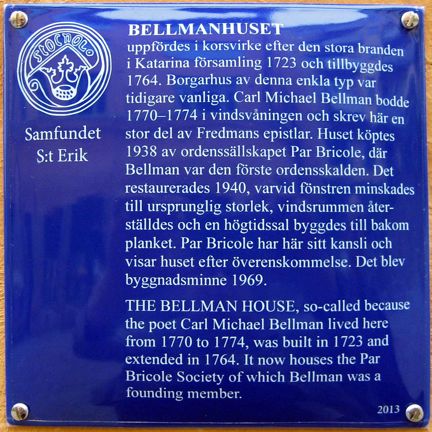 STOCHOLM
Samfundet
S:t Erik
BELLMANHUSET
uppfördes i korsvirke efter den stora branden
i Katarina församling 1723 och tillbyggdes
1764. Borgarhus av denna enkla typ var
tidigare vanliga. Carl Michael Bellman bodde
1770–1774 i vindsvåningen och skrev här en
stor del av Fredmans epistlar. Huset köptes
1938 av ordenssällskapet Par Bricole, där
Bellman var den förste ordensskalden. Det
restaurerades 1940, varvid fönstren minskades
till ursprunglig storlek, vindsrummen åter-
ställdes och en högtidssal byggdes till bakom
planket. Par Bricole har här sitt kansli och
visar huset efter överenskommelse. Det blev
byggnadsminne 1969.
THE BELLMAN HOUSE, so-called because
the poet Carl Michael Bellman lived here
from 1770 to 1774, was built in 1723 and
extended in 1764. It now houses the Par
Bricole Society of which Bellman was a
founding member.
2013